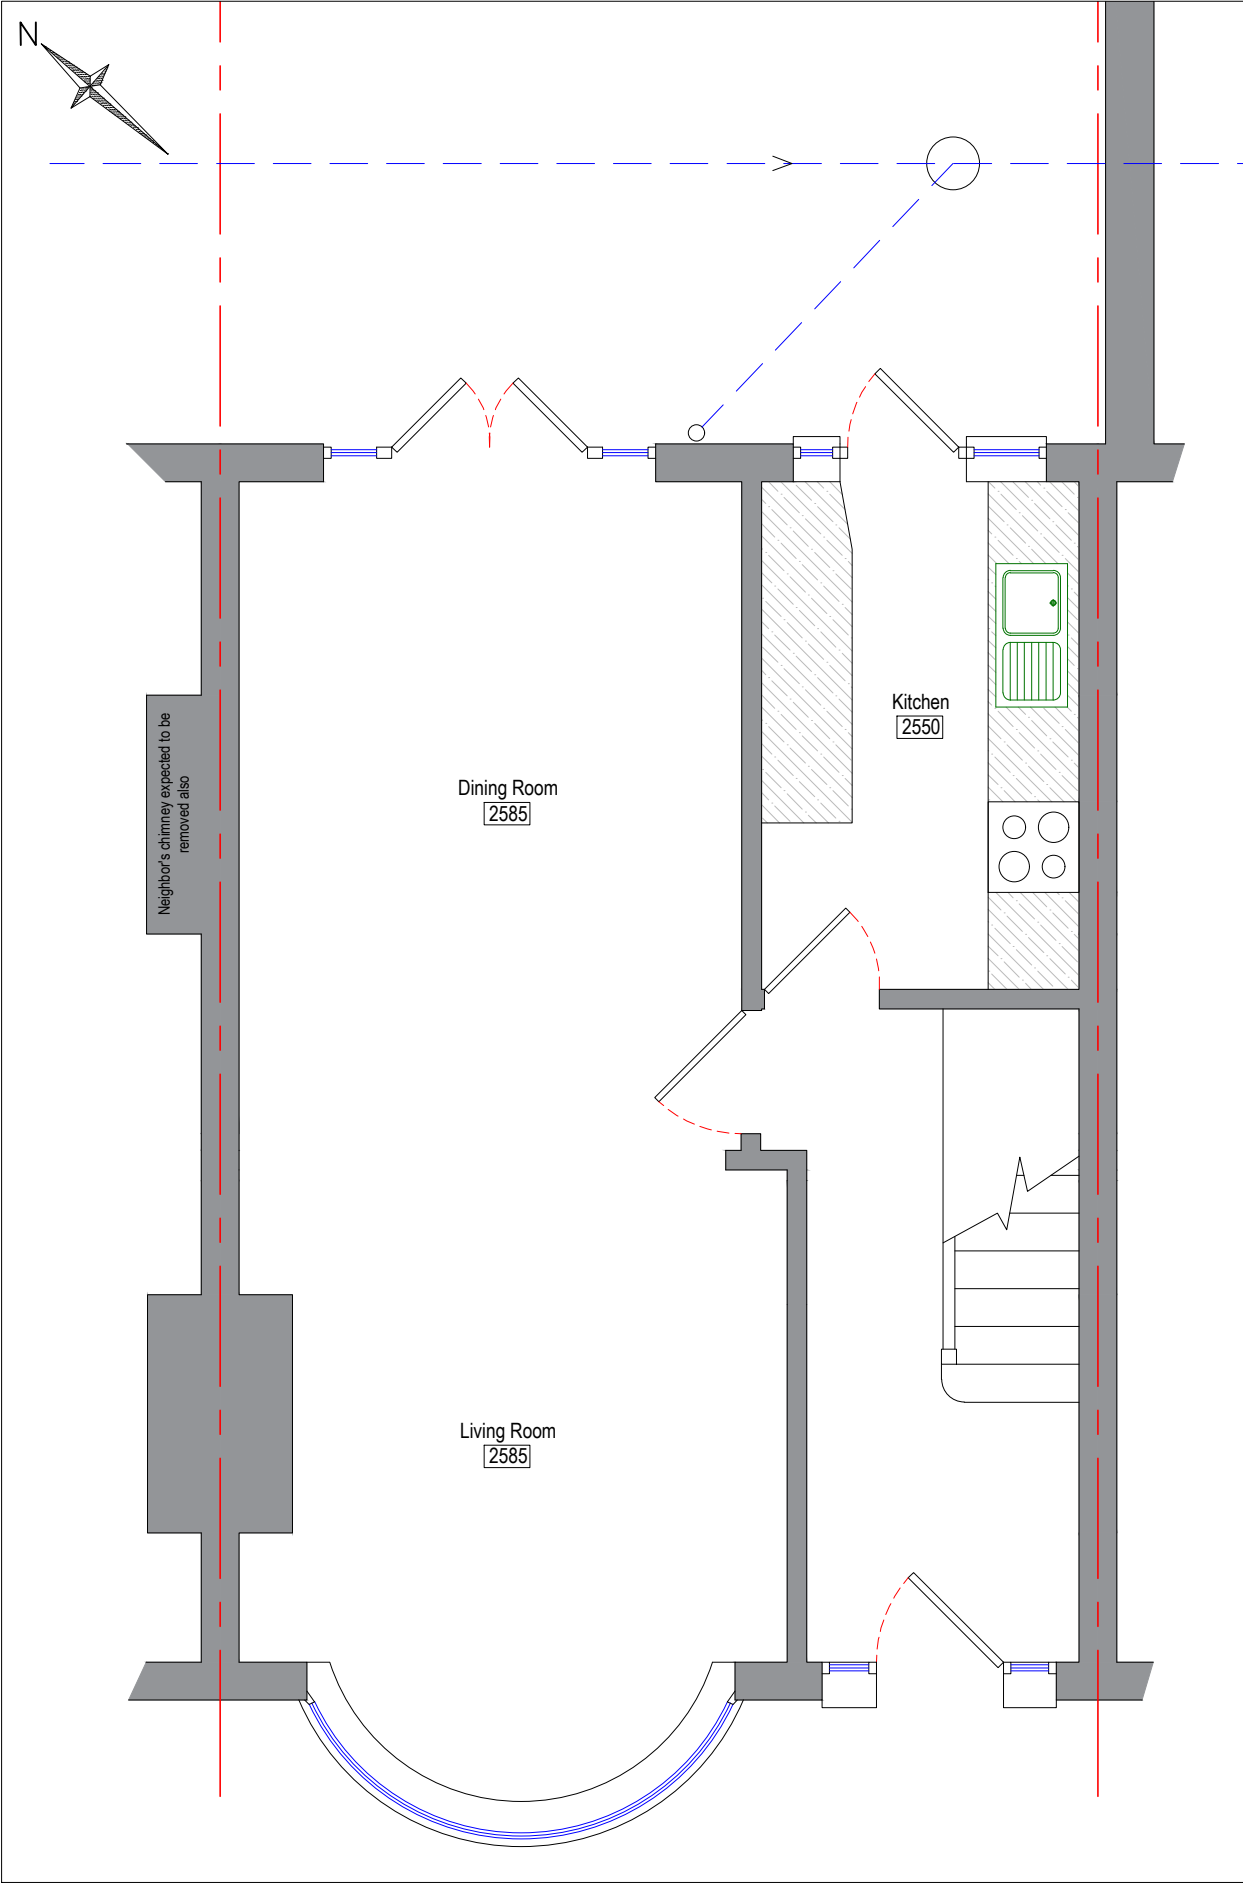 N
Kitchen
2550
Neighbor's chimney expected to be
removed also
Dining Room
2585
Living Room
2585